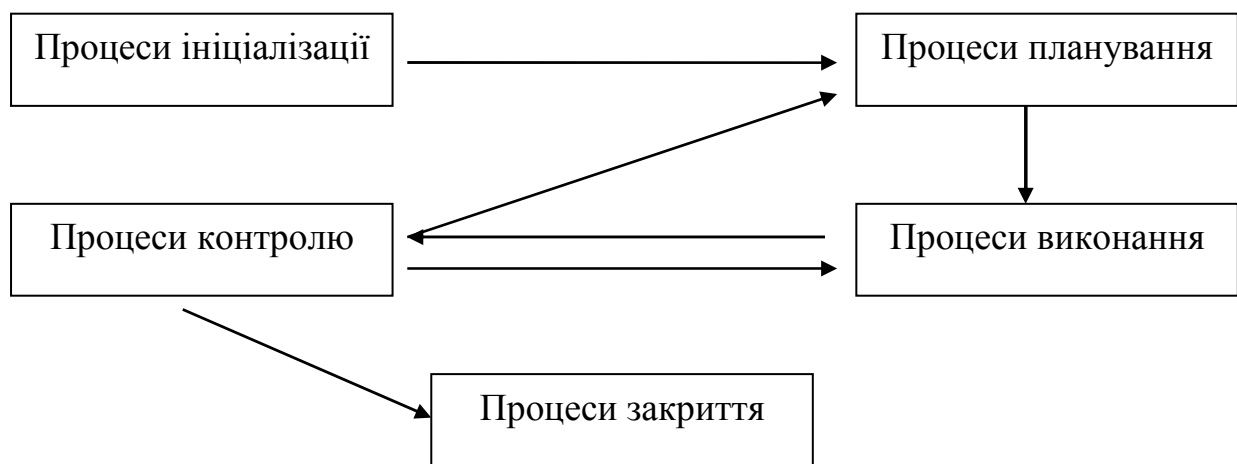 Процеси ініціалізації
Процеси планування
Процеси контролю
Процеси виконання
Процеси закриття